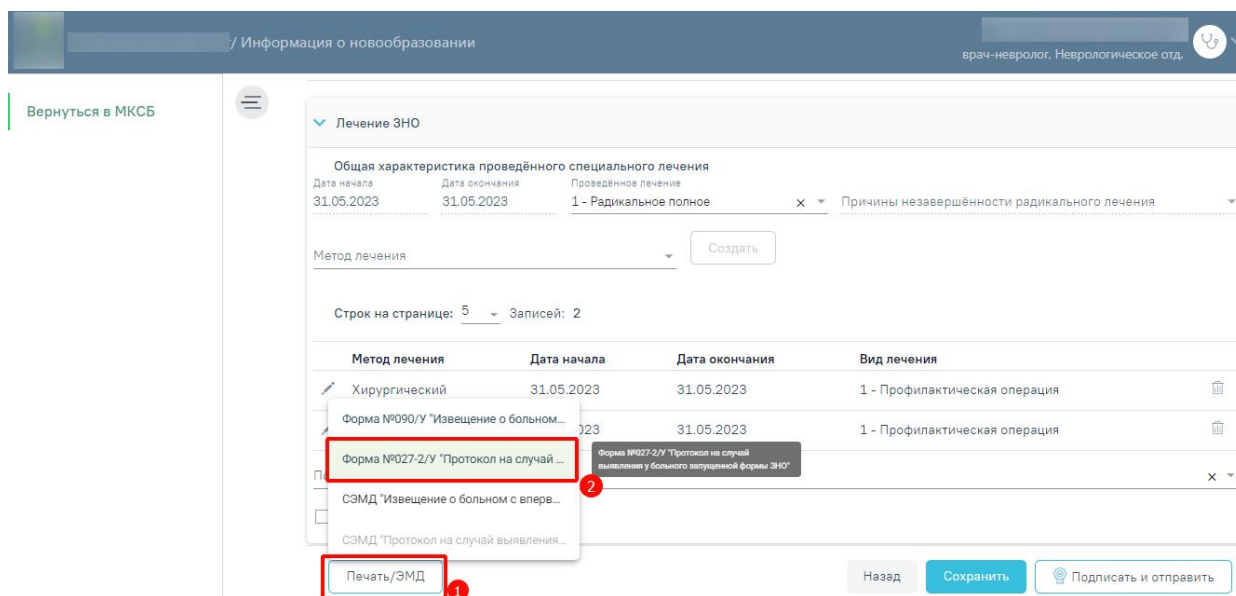 / Информация о новообразовании
врач-невролог, Неврологическое отд.
Вернуться в МКСБ
Лечение ЗНО
Общая характеристика проведённого специального лечения
Дата начала Дата окончания Проведённое лечение
31.05.2023 31.05.2023 1 - Радикальное полное x Причины незавершённости радикального лечения
Метод лечения Создать
Строк на странице: 5 Записей: 2
Метод лечения Дата начала Дата окончания Вид лечения
Хирургический 31.05.2023 31.05.2023 1 - Профилактическая операция
Форма №090/У "Извещение о больном...
023 31.05.2023 1 - Профилактическая операция
Форма №027-2/У "Протокол на случай ...
Форма №027-2/У "Протокол на случай
выявления у больного запущенной формы ЗНО"
2
x
СЭМД "Извещение о больном с вперв...
СЭМД "Протокол на случай выявления...
Печать/ЭМД 1 Назад Сохранить Подписать и отправить